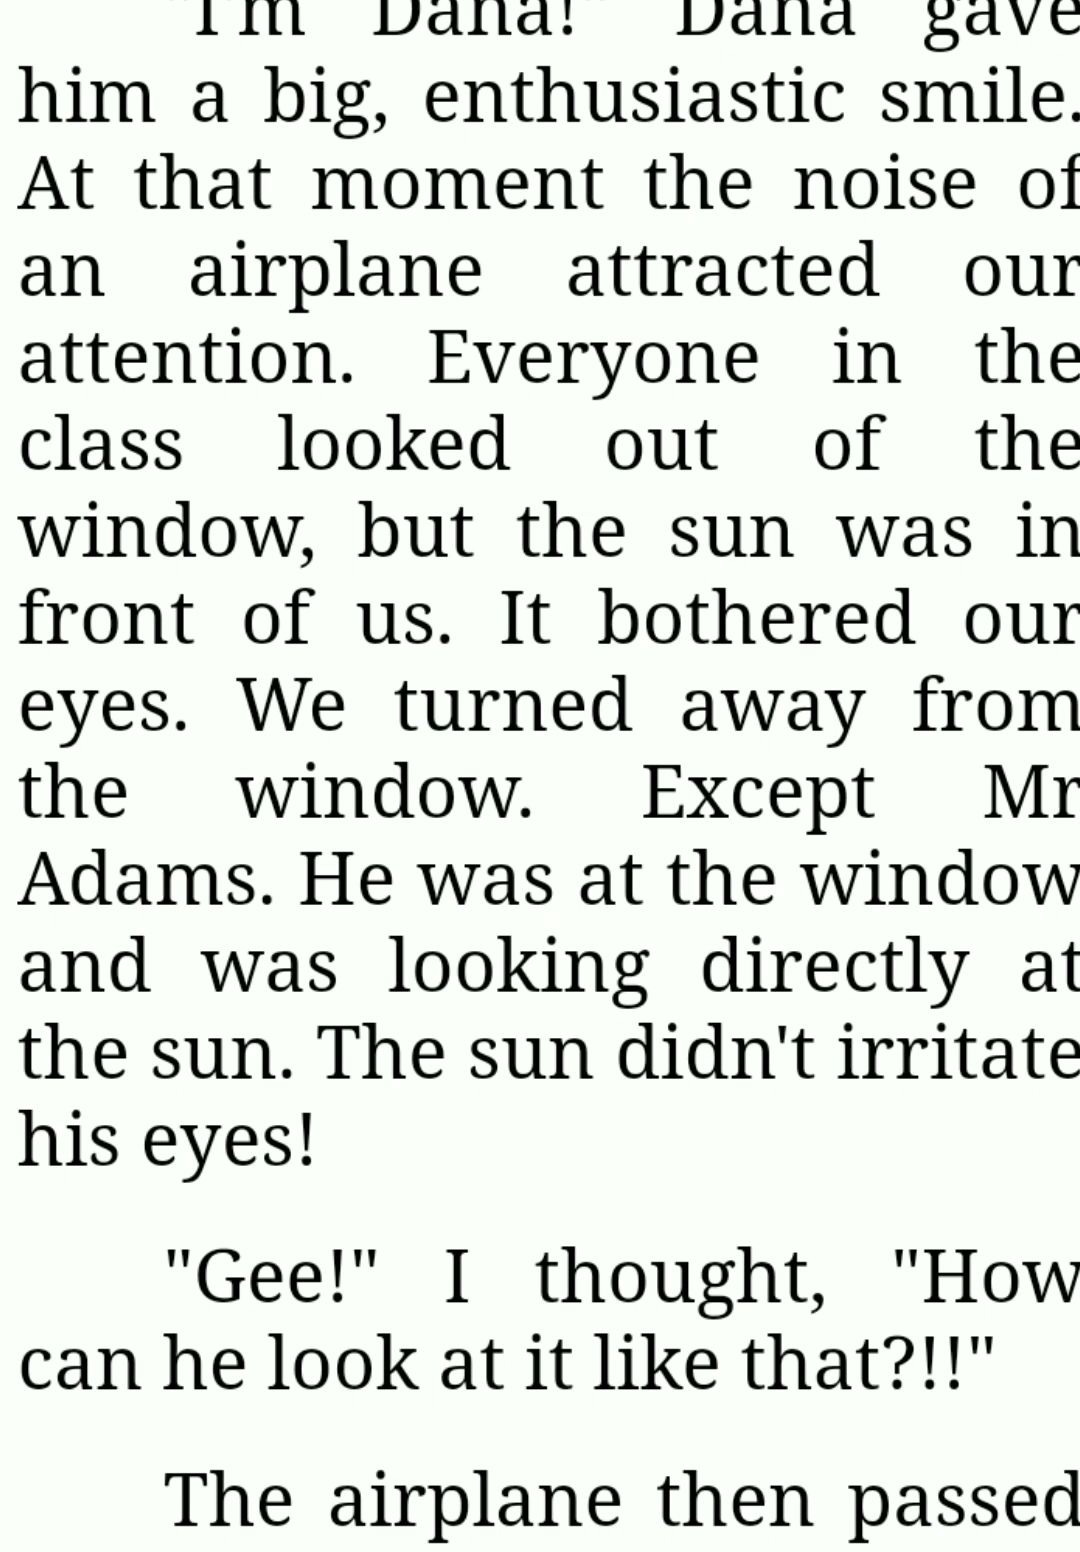 "I'm Dana!" Dana gave
him a big, enthusiastic smile.
At that moment the noise of
an airplane attracted our
attention. Everyone in the
class looked out of the
window, but the sun was in
front of us. It bothered our
eyes. We turned away from
the window. Except Mr
Adams. He was at the window
and was looking directly at
the sun. The sun didn't irritate
his eyes!
"Gee!" I thought, "How
can he look at it like that?!!"
The airplane then passed